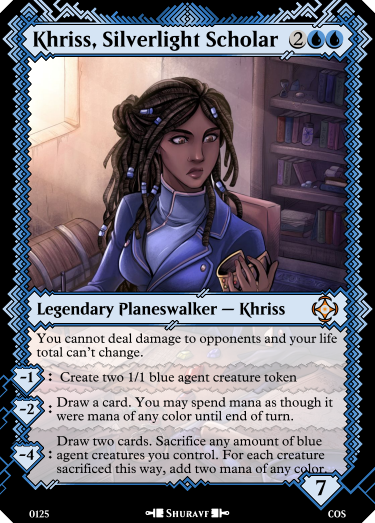 Khriss, Silverlight Scholar 2
Legendary Planeswalker — Khriss
You cannot deal damage to opponents and your life
total can't change.
−1 : Create two 1/1 blue agent creature token
−2 : Draw a card. You may spend mana as though it
were mana of any color until end of turn.
−4 : Draw two cards. Sacrifice any amount of blue
agent creatures you control. For each creature
sacrificed this way, add two mana of any color.
7
0125 Shurayf COS